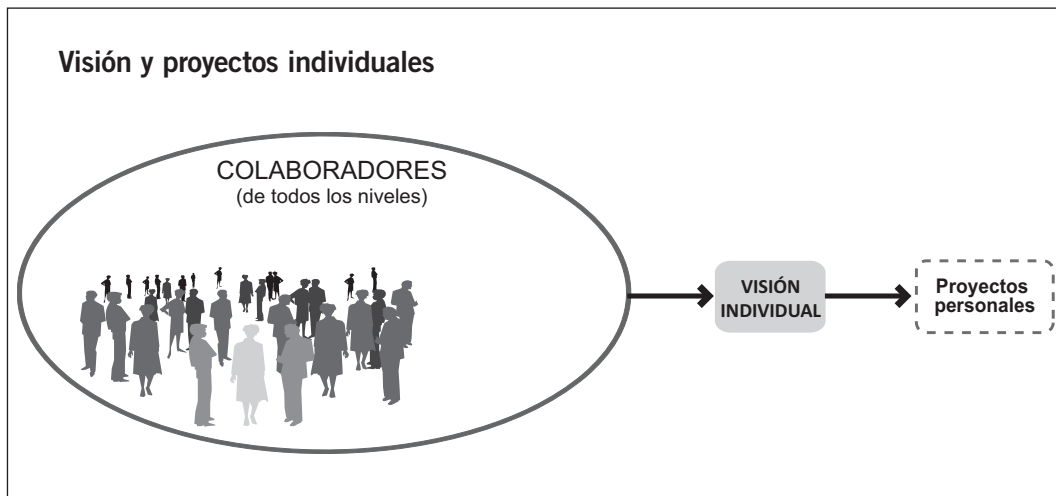 Visión y proyectos individuales
COLABORADORES
(de todos los niveles)
VISIÓN
INDIVIDUAL
Proyectos
personales